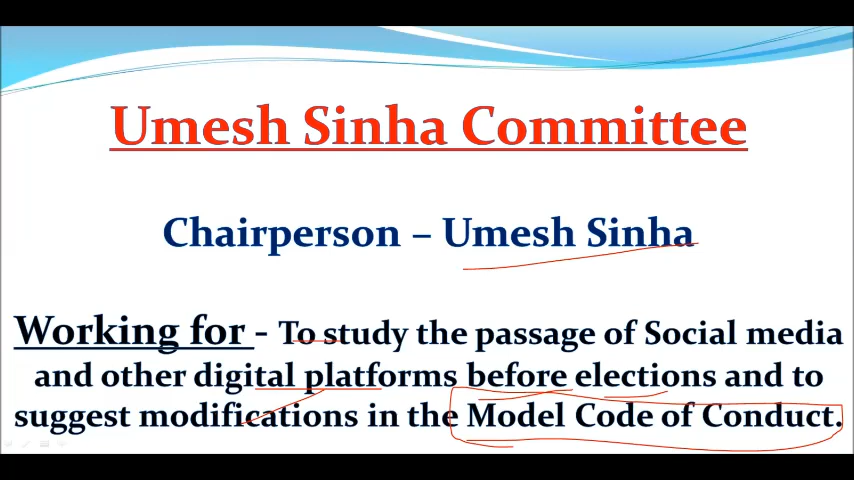 Umesh Sinha Committee
Chairperson – Umesh Sinha
Working for - To study the passage of Social media
and other digital platforms before elections and to
suggest modifications in the Model Code of Conduct.